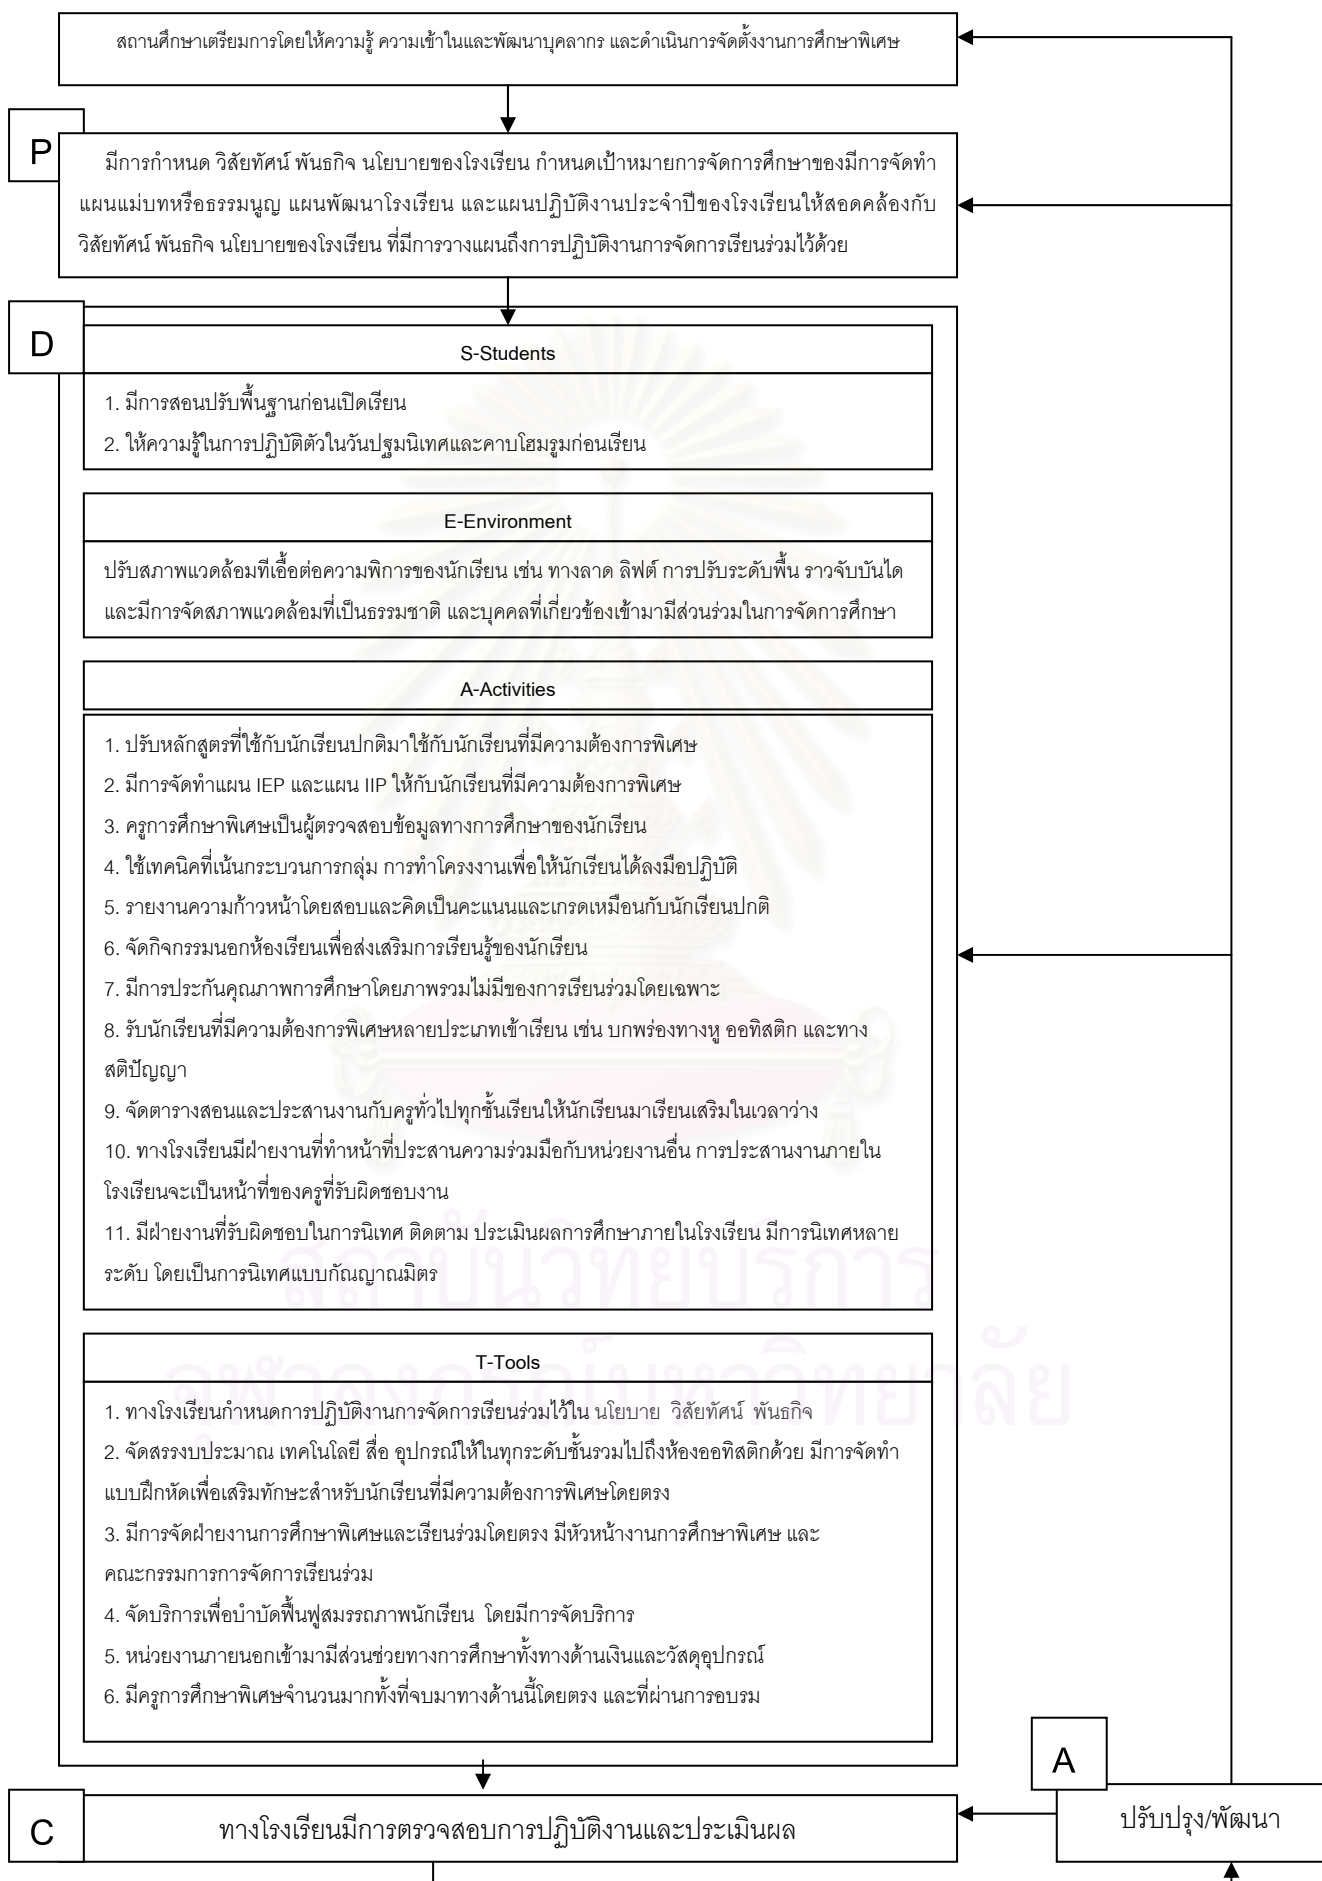 สถานศึกษาเตรียมการโดยให้ความรู้ ความเข้าในและพัฒนาบุคลากร และดำเนินการจัดตั้งงานการศึกษาพิเศษ
P
มีการกำหนด วิสัยทัศน์ พันธกิจ นโยบายของโรงเรียน กำหนดเป้าหมายการจัดการศึกษาของมีการจัดทำ
แผนแม่บทหรือธรรมนูญ แผนพัฒนาโรงเรียน และแผนปฏิบัติงานประจำปีของโรงเรียนให้สอดคล้องกับ
วิสัยทัศน์ พันธกิจ นโยบายของโรงเรียน ที่มีการวางแผนถึงการปฏิบัติงานการจัดการเรียนร่วมไว้ด้วย
D
S-Students
1. มีการสอนปรับพื้นฐานก่อนเปิดเรียน
2. ให้ความรู้ในการปฏิบัติตัวในวันปฐมนิเทศและคาบโฮมรูมก่อนเรียน
E-Environment
ปรับสภาพแวดล้อมที่เอื้อต่อความพิการของนักเรียน เช่น ทางลาด ลิฟต์ การปรับระดับพื้น ราวจับบันได
และมีการจัดสภาพแวดล้อมที่เป็นธรรมชาติ และบุคคลที่เกี่ยวข้องเข้ามามีส่วนร่วมในการจัดการศึกษา
A-Activities
1. ปรับหลักสูตรที่ใช้กับนักเรียนปกติมาใช้กับนักเรียนที่มีความต้องการพิเศษ
2. มีการจัดทำแผน IEP และแผน IIP ให้กับนักเรียนที่มีความต้องการพิเศษ
3. ครูการศึกษาพิเศษเป็นผู้ตรวจสอบข้อมูลทางการศึกษาของนักเรียน
4. ใช้เทคนิคที่เน้นกระบวนการกลุ่ม การทำโครงงานเพื่อให้นักเรียนได้ลงมือปฏิบัติ
5. รายงานความก้าวหน้าโดยสอบและคิดเป็นคะแนนและเกรดเหมือนกับนักเรียนปกติ
6. จัดกิจกรรมนอกห้องเรียนเพื่อส่งเสริมการเรียนรู้ของนักเรียน
7. มีการประกันคุณภาพการศึกษาโดยภาพรวมไม่มีของการเรียนร่วมโดยเฉพาะ
8. รับนักเรียนที่มีความต้องการพิเศษหลายประเภทเข้าเรียน เช่น บกพร่องทางหู ออทิสติก และทาง
สติปัญญา
9. จัดตารางสอนและประสานงานกับครูทั่วไปทุกชั้นเรียนให้นักเรียนมาเรียนเสริมในเวลาว่าง
10. ทางโรงเรียนมีฝ่ายงานที่ทำหน้าที่ประสานความร่วมมือกับหน่วยงานอื่น การประสานงานภายใน
โรงเรียนจะเป็นหน้าที่ของครูที่รับผิดชอบงาน
11. มีฝ่ายงานที่รับผิดชอบในการนิเทศ ติดตาม ประเมินผลการศึกษาภายในโรงเรียน มีการนิเทศหลาย
ระดับ โดยเป็นการนิเทศแบบกัณญาณมิตร
สถาบันวิทยบริการ
จุฬาลงกรณ์มหาวิทยาลัย
T-Tools
1. ทางโรงเรียนกำหนดการปฏิบัติงานการจัดการเรียนร่วมไว้ใน นโยบาย วิสัยทัศน์ พันธกิจ
2. จัดสรรงบประมาณ เทคโนโลยี สื่อ อุปกรณ์ให้ในทุกระดับชั้นรวมไปถึงห้องออทิสติกด้วย มีการจัดทำ
แบบฝึกหัดเพื่อเสริมทักษะสำหรับนักเรียนที่มีความต้องการพิเศษโดยตรง
3. มีการจัดฝ่ายงานการศึกษาพิเศษและเรียนร่วมโดยตรง มีหัวหน้างานการศึกษาพิเศษ และ
คณะกรรมการการจัดการเรียนร่วม
4. จัดบริการเพื่อบำบัดฟื้นฟูสมรรถภาพนักเรียน โดยมีการจัดบริการ
5. หน่วยงานภายนอกเข้ามามีส่วนช่วยทางการศึกษาทั้งทางด้านเงินและวัสดุอุปกรณ์
6. มีครูการศึกษาพิเศษจำนวนมากทั้งที่จบมาทางด้านนี้โดยตรง และที่ผ่านการอบรม
A
ปรับปรุง/พัฒนา
C
ทางโรงเรียนมีการตรวจสอบการปฏิบัติงานและประเมินผล